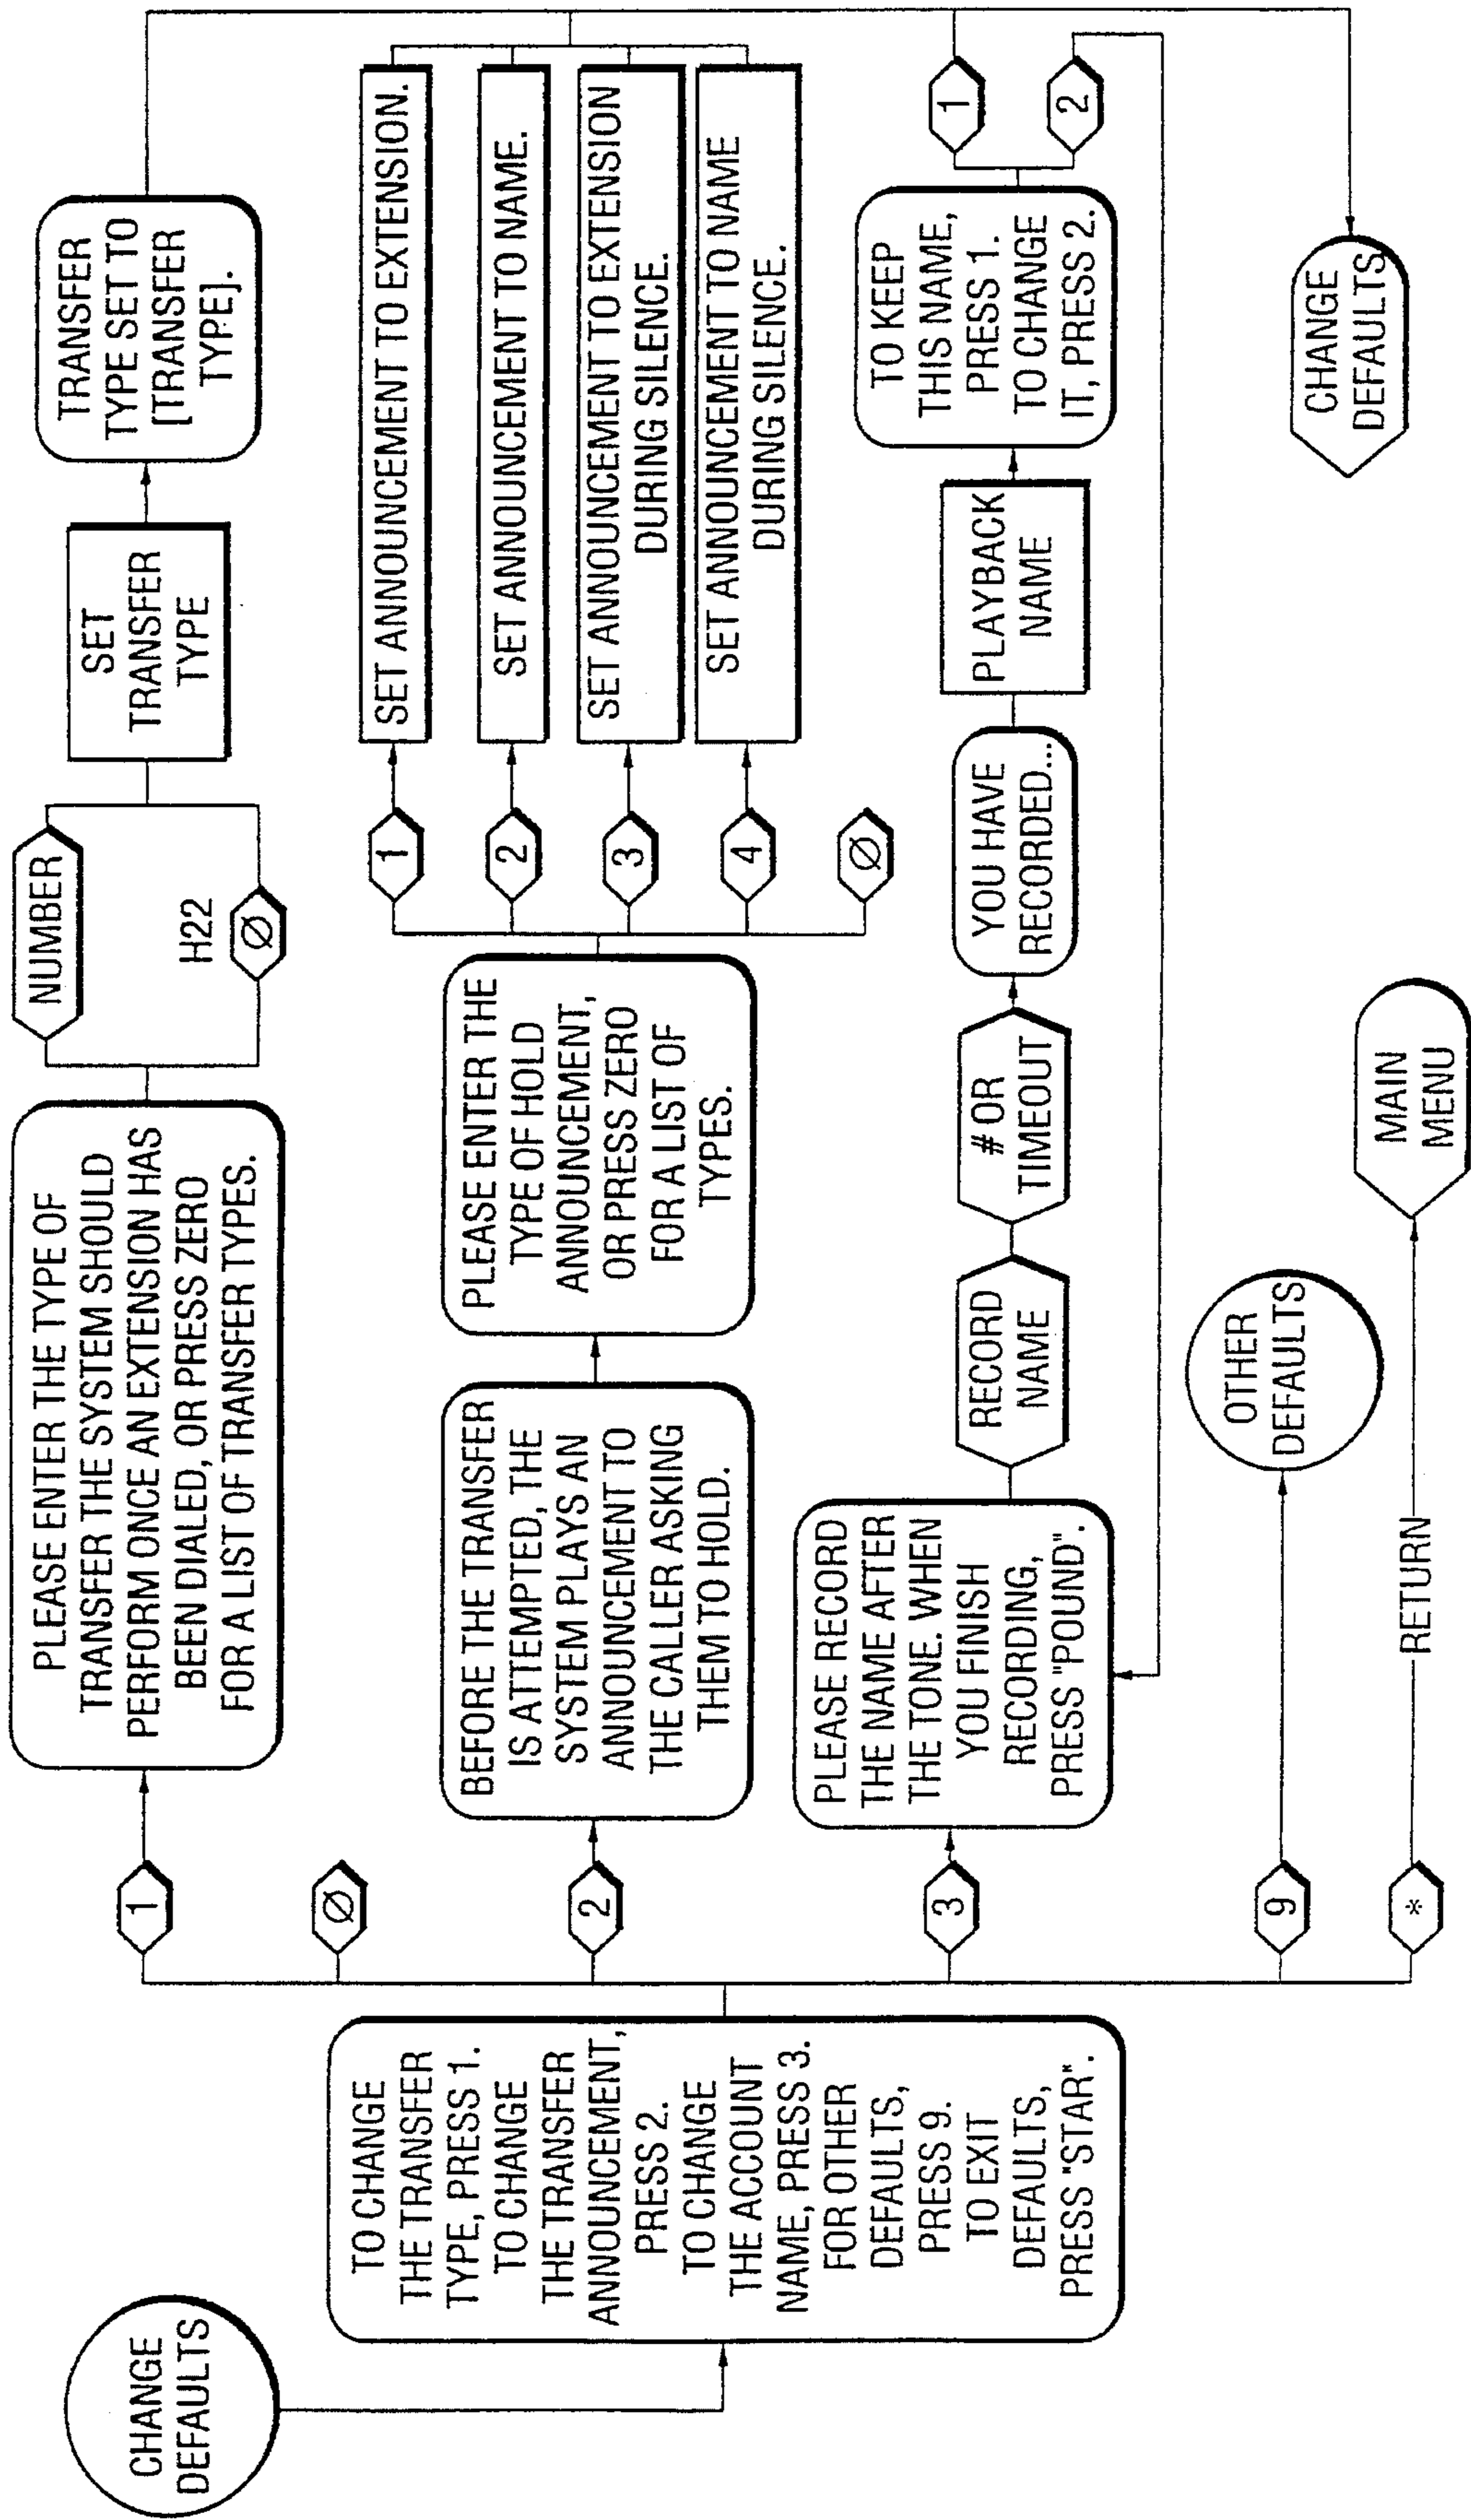 CHANGE
DEFAULTS
TO CHANGE
THE TRANSFER
TYPE, PRESS 1.
TO CHANGE
THE TRANSFER
ANNOUNCEMENT,
PRESS 2.
TO CHANGE
THE ACCOUNT
NAME, PRESS 3.
FOR OTHER
DEFAULTS,
PRESS 9.
TO EXIT
DEFAULTS,
PRESS "STAR".
1
PLEASE ENTER THE TYPE OF
TRANSFER THE SYSTEM SHOULD
PERFORM ONCE AN EXTENSION HAS
BEEN DIALED, OR PRESS ZERO
FOR A LIST OF TRANSFER TYPES.
NUMBER
H22
Ø
SET
TRANSFER
TYPE
TRANSFER
TYPE SET TO
[TRANSFER
TYPE].
Ø
2
BEFORE THE TRANSFER
IS ATTEMPTED, THE
SYSTEM PLAYS AN
ANNOUNCEMENT TO
THE CALLER ASKING
THEM TO HOLD.
PLEASE ENTER THE
TYPE OF HOLD
ANNOUNCEMENT,
OR PRESS ZERO
FOR A LIST OF
TYPES.
1
SET ANNOUNCEMENT TO EXTENSION.
2
SET ANNOUNCEMENT TO NAME.
3
SET ANNOUNCEMENT TO EXTENSION
DURING SILENCE.
4
SET ANNOUNCEMENT TO NAME
DURING SILENCE.
Ø
3
PLEASE RECORD
THE NAME AFTER
THE TONE. WHEN
YOU FINISH
RECORDING,
PRESS "POUND".
RECORD
NAME
# OR
TIMEOUT
YOU HAVE
RECORDED...
PLAYBACK
NAME
TO KEEP
THIS NAME,
PRESS 1.
TO CHANGE
IT, PRESS 2.
1
2
9
OTHER
DEFAULTS
CHANGE
DEFAULTS
*
RETURN
MAIN
MENU